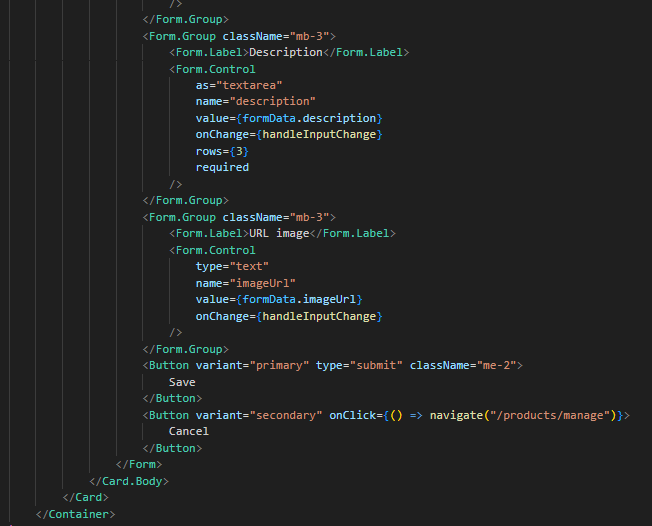 />
</Form.Group>
<Form.Group className="mb-3">
<Form.Label>Description</Form.Label>
<Form.Control
as="textarea"
name="description"
value={formData.description}
onChange={handleInputChange}
rows={3}
required
/>
</Form.Group>
<Form.Group className="mb-3">
<Form.Label>URL image</Form.Label>
<Form.Control
type="text"
name="imageUrl"
value={formData.imageUrl}
onChange={handleInputChange}
/>
</Form.Group>
<Button variant="primary" type="submit" className="me-2">
Save
</Button>
<Button variant="secondary" onClick={() => navigate("/products/manage")}>
Cancel
</Button>
</Form>
</Card.Body>
</Card>
</Container>